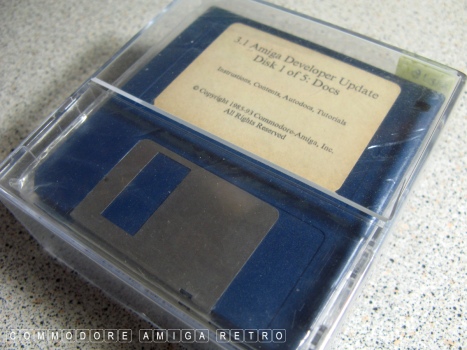 3.1 Amiga Developer Update
Disk 1 of 5: Docs
Instructions, Contents, Autodocs, Tutorials
© Copyright 1985-93 Commodore-Amiga, Inc.
All Rights Reserved
COMMODORE AMIGA RETRO